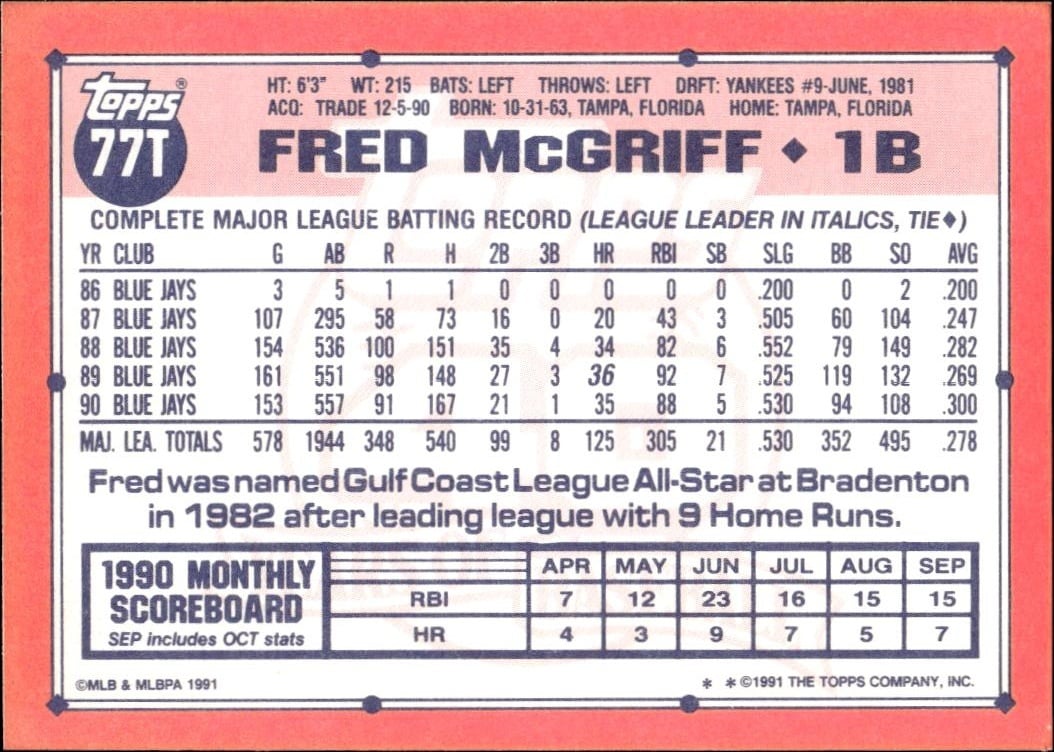 topps®
77T
HT: 6'3" WT: 215 BATS: LEFT THROWS: LEFT DRFT: YANKEES #9-JUNE, 1981
ACQ: TRADE 12-5-90 BORN: 10-31-63, TAMPA, FLORIDA HOME: TAMPA, FLORIDA
FRED McGRIFF ♦ 1B
COMPLETE MAJOR LEAGUE BATTING RECORD (LEAGUE LEADER IN ITALICS, TIE♦)
YR CLUB G AB R H 2B 3B HR RBI SB SLG BB SO AVG
86 BLUE JAYS 3 5 1 1 0 0 0 0 0 .200 0 2 .200
87 BLUE JAYS 107 295 58 73 16 0 20 43 3 .505 60 104 .247
88 BLUE JAYS 154 536 100 151 35 4 34 82 6 .552 79 149 .282
89 BLUE JAYS 161 551 98 148 27 3 36 92 7 .525 119 132 .269
90 BLUE JAYS 153 557 91 167 21 1 35 88 5 .530 94 108 .300
MAJ. LEA. TOTALS 578 1944 348 540 99 8 125 305 21 .530 352 495 .278
Fred was named Gulf Coast League All-Star at Bradenton
in 1982 after leading league with 9 Home Runs.
1990 MONTHLY
SCOREBOARD
SEP includes OCT stats
APR MAY JUN JUL AUG SEP
RBI 7 12 23 16 15 15
HR 4 3 9 7 5 7
©MLB & MLBPA 1991
* * ©1991 THE TOPPS COMPANY, INC.